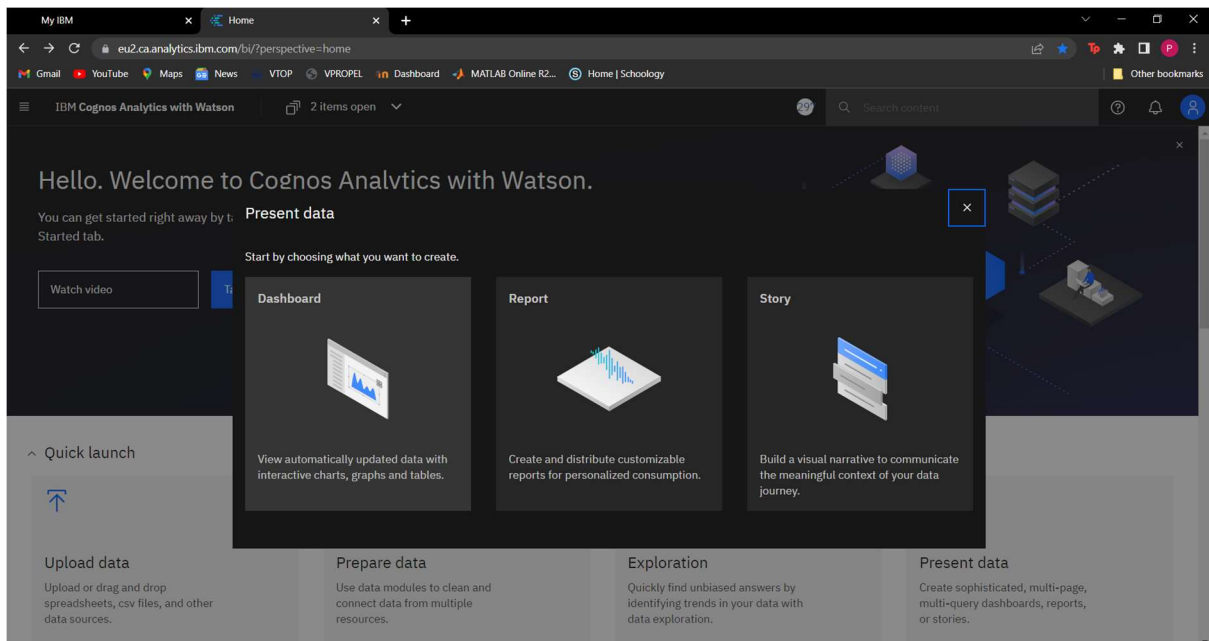 My IBM
Home
eu2.ca.analytics.ibm.com/bi/?perspective=home
Tp
P
Gmail
YouTube
Maps
News
VTOP
VPROPEL
Dashboard
MATLAB Online R2...
Home | Schoology
Other bookmarks
IBM Cognos Analytics with Watson
2 items open
Search content
Hello. Welcome to Cognos Analytics with Watson.
You can get started right away by
Started tab.
Watch video
Present data
Start by choosing what you want to create.
Dashboard
View automatically updated data with
interactive charts, graphs and tables.
Report
Create and distribute customizable
reports for personalized consumption.
Story
Build a visual narrative to communicate
the meaningful context of your data
journey.
Quick launch
Upload data
Upload or drag and drop
spreadsheets, csv files, and other
data sources.
Prepare data
Use data modules to clean and
connect data from multiple
resources.
Exploration
Quickly find unbiased answers by
identifying trends in your data with
data exploration.
Present data
Create sophisticated, multi-page,
multi-query dashboards, reports,
or stories.